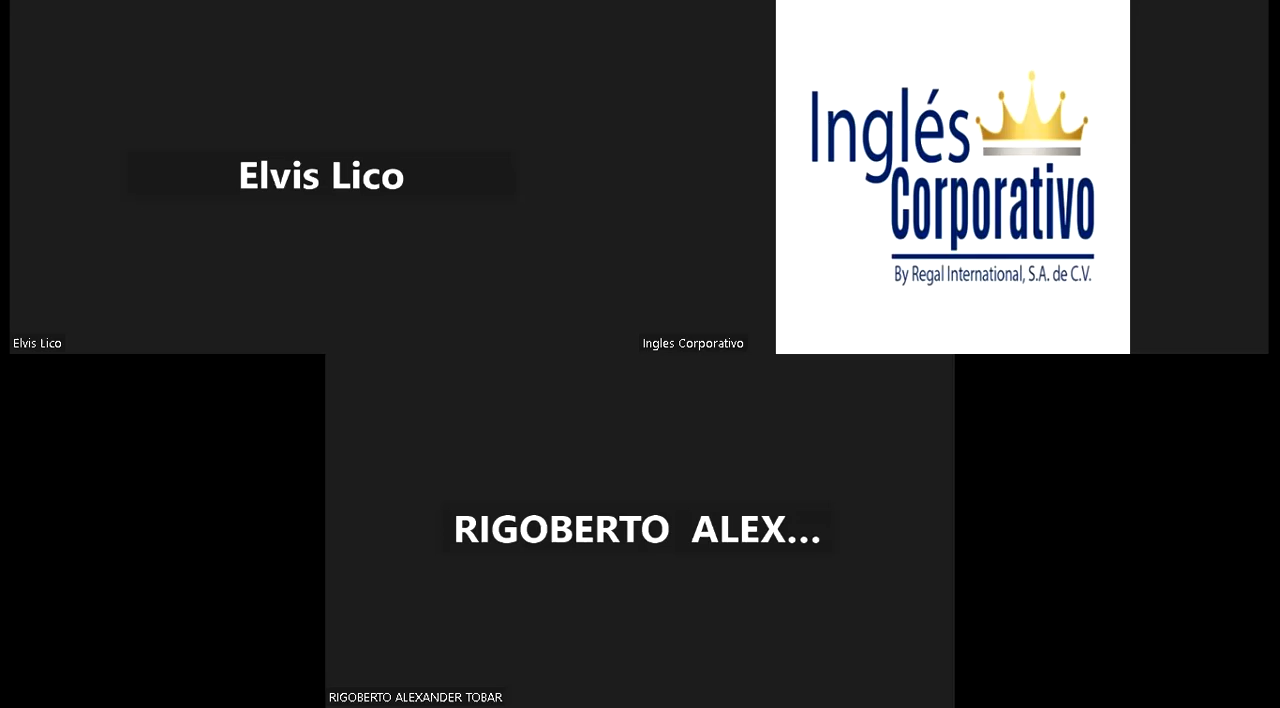 Elvis Lico
Elvis Lico
Inglés
Corporativo
By Regal International, S.A. de C.V.
Ingles Corporativo
RIGOBERTO ALEX...
RIGOBERTO ALEXANDER TOBAR